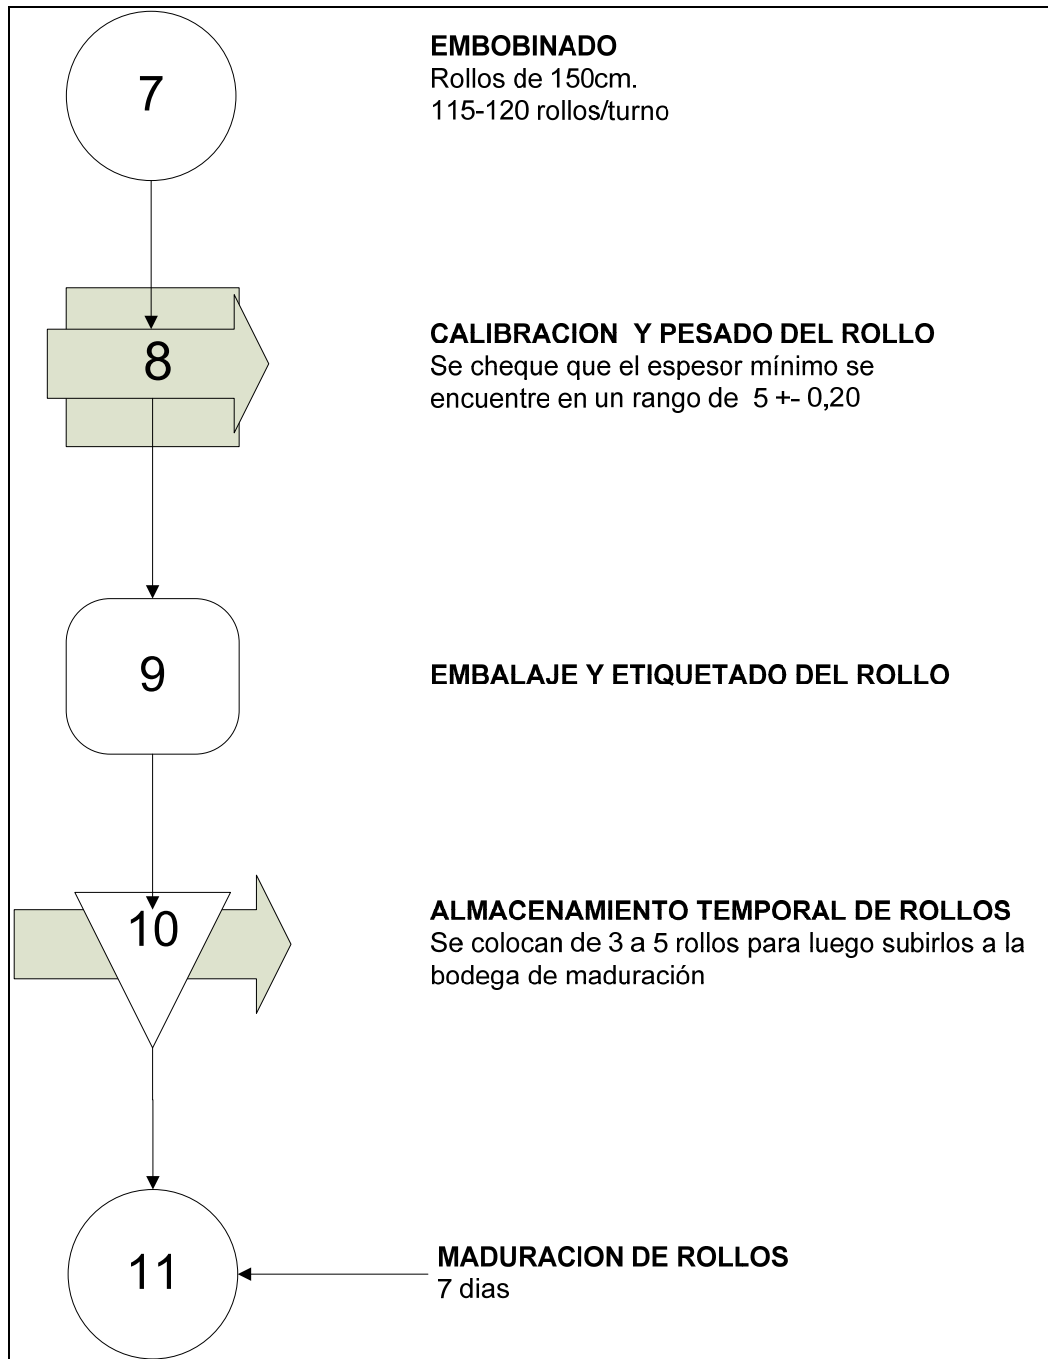 7
EMBOBINADO
Rollos de 150cm.
115-120 rollos/turno
8
CALIBRACION Y PESADO DEL ROLLO
Se cheque que el espesor mínimo se
encuentre en un rango de 5 +- 0,20
9
EMBALAJE Y ETIQUETADO DEL ROLLO
10
ALMACENAMIENTO TEMPORAL DE ROLLOS
Se colocan de 3 a 5 rollos para luego subirlos a la
bodega de maduración
11
MADURACION DE ROLLOS
7 dias